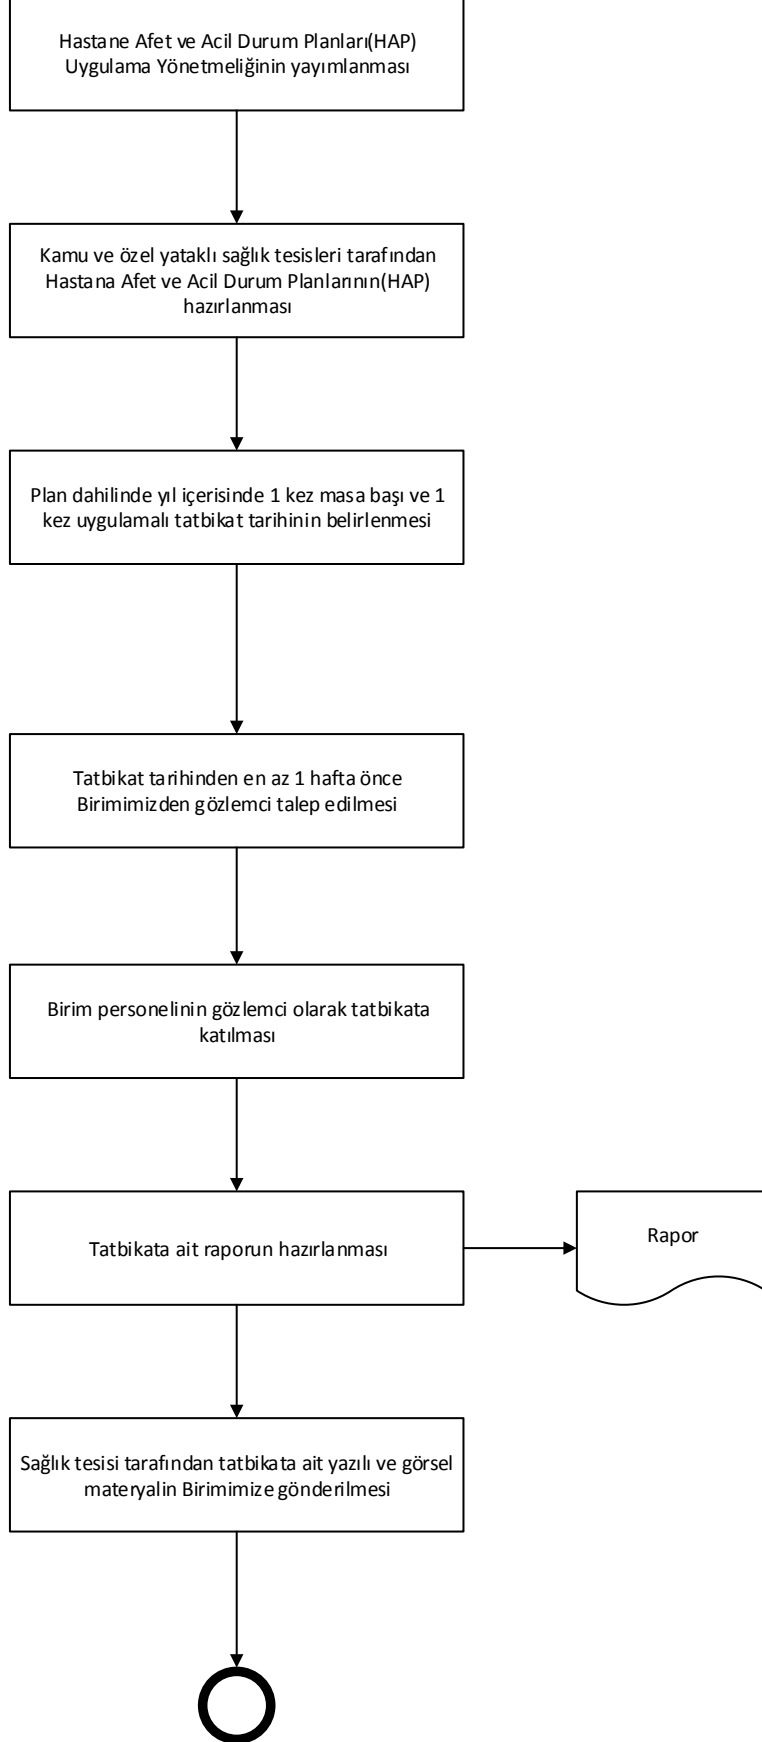 Hastane Afet ve Acil Durum Planları(HAP)
Uygulama Yönetmeliğinin yayımlanması
Kamu ve özel yataklı sağlık tesisleri tarafından
Hastana Afet ve Acil Durum Planlarının(HAP)
hazırlanması
Plan dahilinde yıl içerisinde 1 kez masa başı ve 1
kez uygulamalı tatbikat tarihinin belirlenmesi
Tatbikat tarihinden en az 1 hafta önce
Birimimizden gözlemci talep edilmesi
Birim personelinin gözlemci olarak tatbikata
katılması
Tatbikata ait raporun hazırlanması
Rapor
Sağlık tesisi tarafından tatbikata ait yazılı ve görsel
materyalin Birimimize gönderilmesi